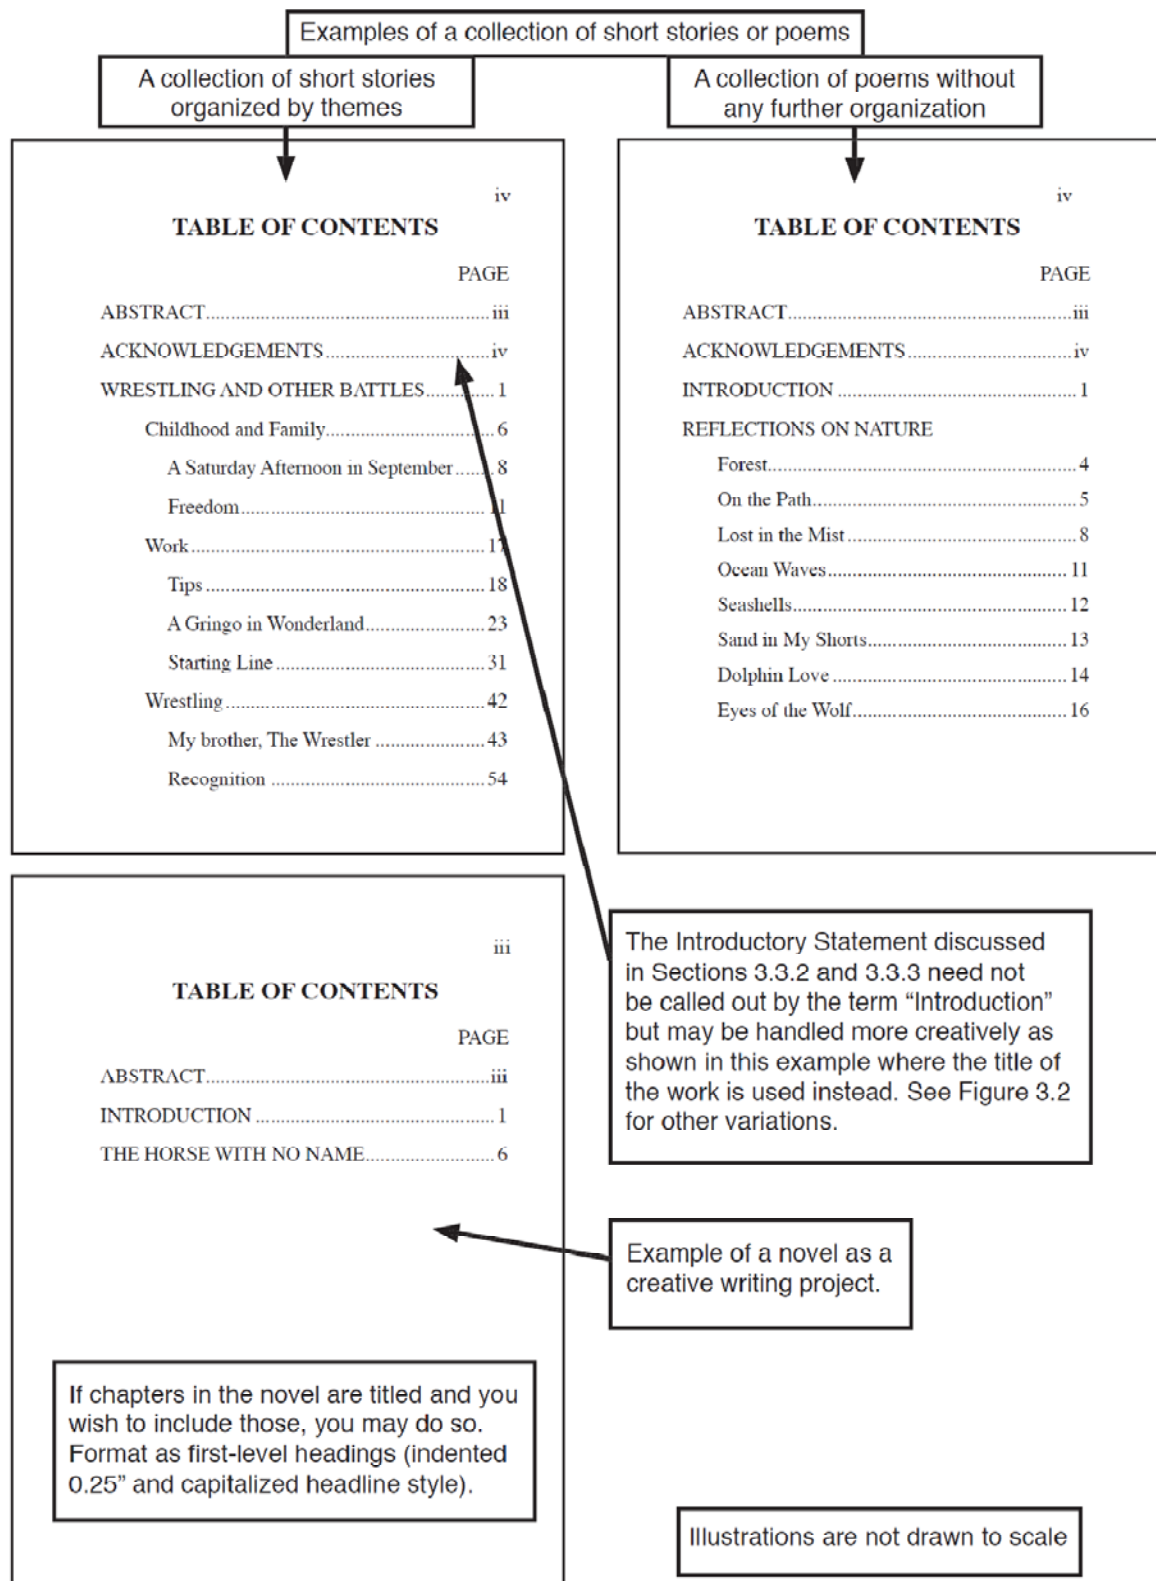 Examples of a collection of short stories or poems
A collection of short stories
organized by themes
A collection of poems without
any further organization
iv
TABLE OF CONTENTS
PAGE
ABSTRACT..................................................iii
ACKNOWLEDGEMENTS............................iv
WRESTLING AND OTHER BATTLES............1
Childhood and Family............................6
A Saturday Afternoon in September.......8
Freedom...........................................11
Work....................................................17
Tips..................................................18
A Gringo in Wonderland.....................23
Starting Line.....................................31
Wrestling..............................................42
My brother, The Wrestler...................43
Recognition......................................54
iv
TABLE OF CONTENTS
PAGE
ABSTRACT..................................................iii
ACKNOWLEDGEMENTS............................iv
INTRODUCTION..........................................1
REFLECTIONS ON NATURE
Forest......................................................4
On the Path..............................................5
Lost in the Mist........................................8
Ocean Waves..........................................11
Seashells................................................12
Sand in My Shorts...................................13
Dolphin Love.........................................14
Eyes of the Wolf.....................................16
iii
TABLE OF CONTENTS
PAGE
ABSTRACT..................................................iii
INTRODUCTION..........................................1
THE HORSE WITH NO NAME.......................6
The Introductory Statement discussed
in Sections 3.3.2 and 3.3.3 need not
be called out by the term “Introduction”
but may be handled more creatively as
shown in this example where the title of
the work is used instead. See Figure 3.2
for other variations.
Example of a novel as a
creative writing project.
If chapters in the novel are titled and you
wish to include those, you may do so.
Format as first-level headings (indented
0.25” and capitalized headline style).
Illustrations are not drawn to scale